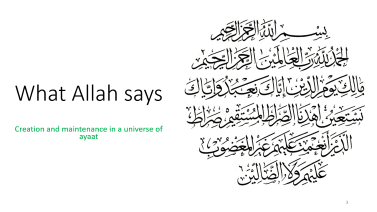 What Allah says
Creation and maintenance in a universe of
ayaat
بِسْمِ اللَّهِ الرَّحْمَنِ الرَّحِيمِ
الْحَمْدُ لِلَّهِ رَبِّ الْعَالَمِينَ الرَّحْمَنِ الرَّحِيمِ
مَالِكِ يَوْمِ الدِّينِ إِيَّاكَ نَعْبُدُ وَإِيَّاكَ
نَسْتَعِينُ اهْدِنَا الصِّرَاطَ الْمُسْتَقِيمَ صِرَاطَ
الَّذِينَ أَنْعَمْتَ عَلَيْهِمْ غَيْرِ الْمَغْضُوبِ
عَلَيْهِمْ وَلَا الضَّالِّينَ